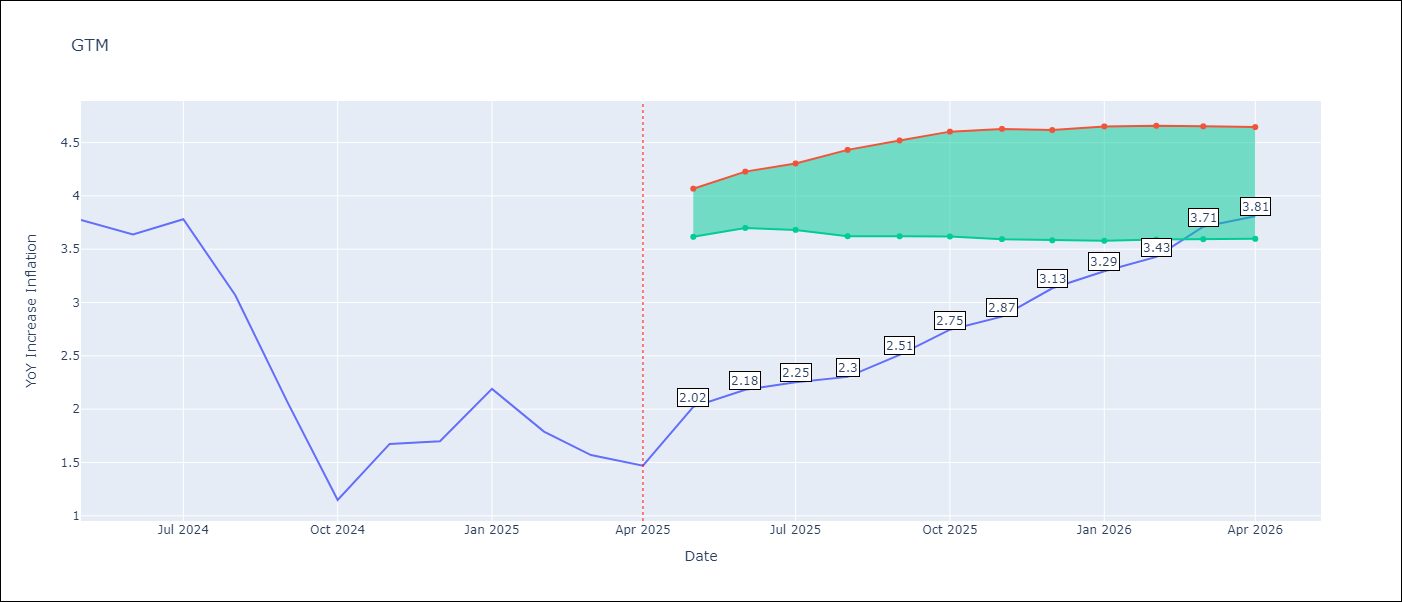 GTM
YoY Increase Inflation
4.5
4
3.5
3
2.5
2
1.5
1
3.81
3.71
3.43
3.29
3.13
2.87
2.75
2.51
2.3
2.25
2.18
2.02
Jul 2024
Oct 2024
Jan 2025
Apr 2025
Jul 2025
Oct 2025
Jan 2026
Apr 2026
Date